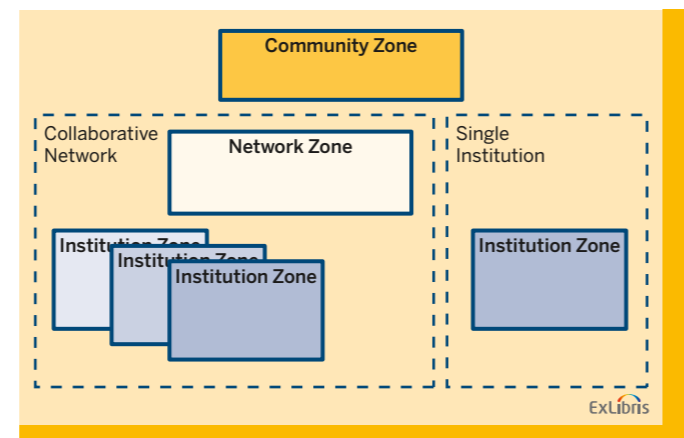 Community Zone
Collaborative
Network
Network Zone
Institution Zone
Institution Zone
Institution Zone
Single
Institution
Institution Zone
ExLibris